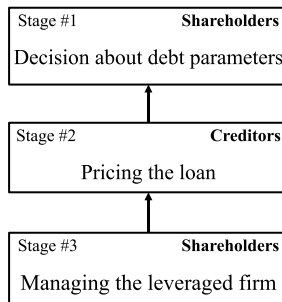 Stage #1 Shareholders
Decision about debt parameters
Stage #2 Creditors
Pricing the loan
Stage #3 Shareholders
Managing the leveraged firm